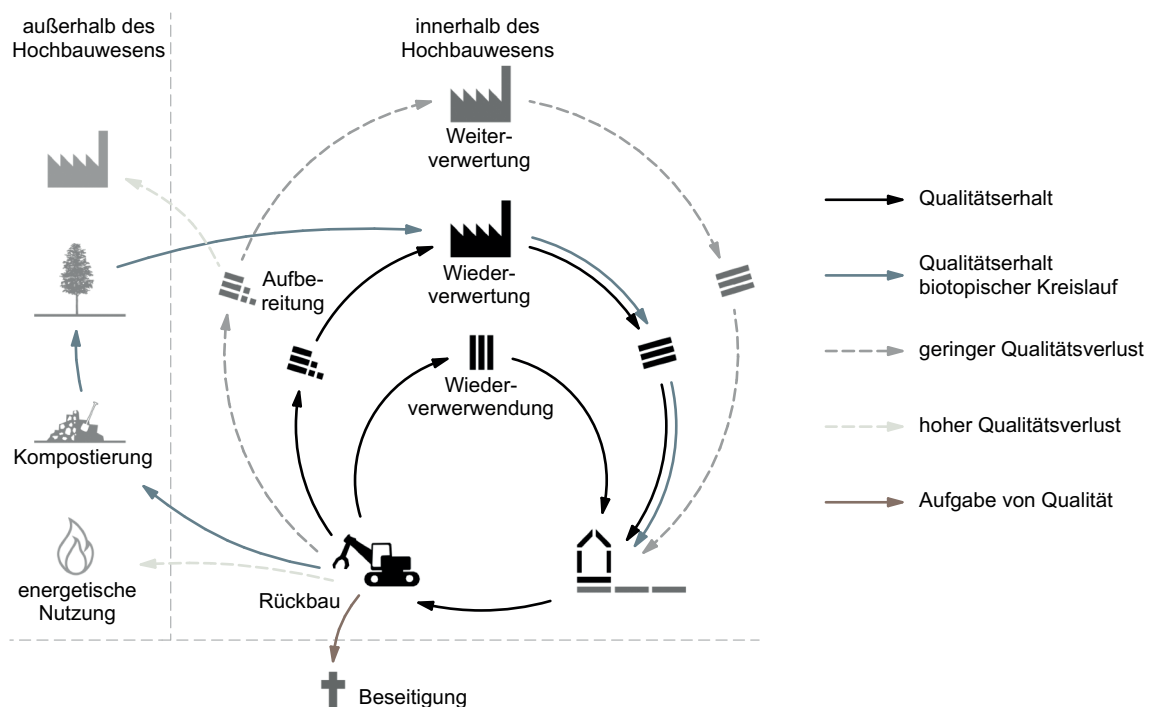 außerhalb des
Hochbauwesens
innerhalb des
Hochbauwesens
Weiter-
verwertung
Wieder-
verwertung
Aufbe-
reitung
Wieder-
verwerwendung
Kompostierung
energetische
Nutzung
Rückbau
Beseitigung
Qualitätserhalt
Qualitätserhalt
biotopischer Kreislauf
geringer Qualitätsverlust
hoher Qualitätsverlust
Aufgabe von Qualität